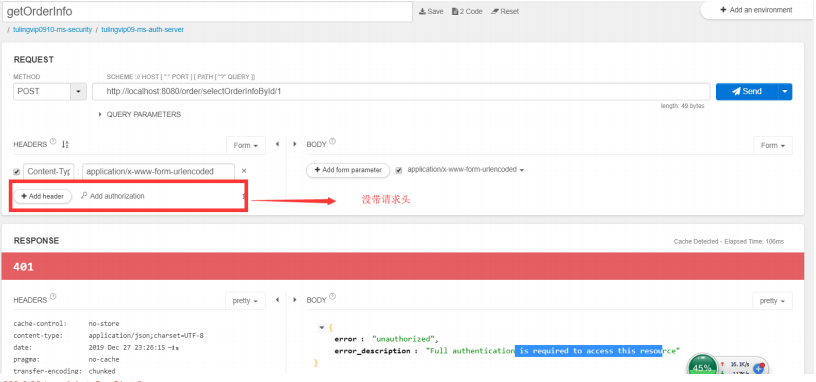 getOrderInfo
Save 2 Code Reset
+ Add an environment
/ tulingvip0910-ms-security / tulingvip09-ms-auth-server
REQUEST
METHOD
SCHEME :// HOST [ ":" PORT ] [ PATH [ "?" QUERY ]]
POST
http://localhost:8080/order/selectOrderInfoById/1
Send
length: 49 bytes
QUERY PARAMETERS
HEADERS
Form
BODY
Form
Content-Typ : application/x-www-form-urlencoded ×
+ Add form parameter application/x-www-form-urlencoded
+ Add header Add authorization
没带请求头
RESPONSE
Cache Detected - Elapsed Time: 196ms
401
HEADERS
pretty
BODY
pretty
cache-control: no-store
content-type: application/json;charset=UTF-8
date: 2019 Dec 27 23:26:15 -1s
pragma: no-cache
transfer-encoding: chunked
{
error : "unauthorized",
error_description : "Full authentication is required to access this resource"
}
45%